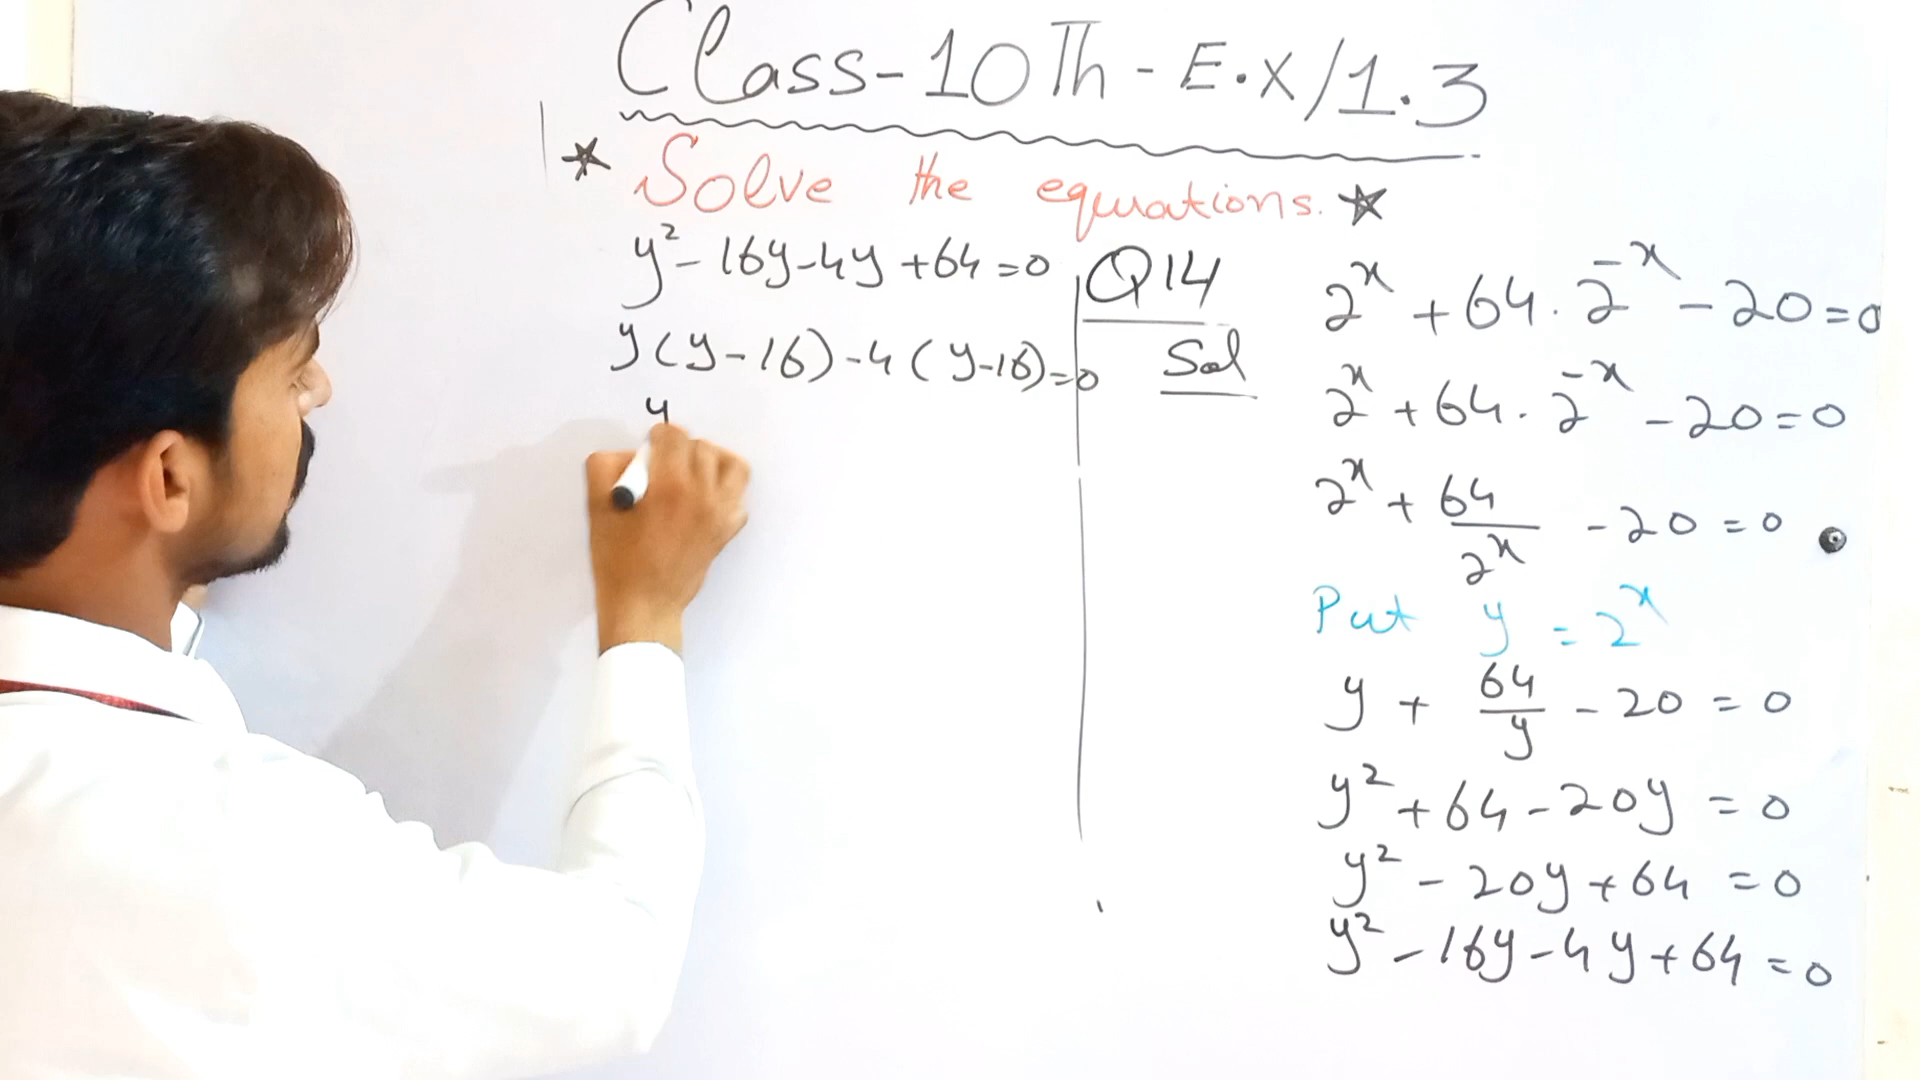 Class-10Th-E.X/1.3
* Solve the equations. *
Q14 2^x + 64 . 2^-x - 20 = 0
Sol 2^x + 64 . 2^-x - 20 = 0
2^x + 64/2^x - 20 = 0
Put y = 2^x
y + 64/y - 20 = 0
y² + 64 - 20y = 0
y² - 20y + 64 = 0
y² - 16y - 4y + 64 = 0
y² - 16y - 4y + 64 = 0
y(y-16) - 4(y-16) = 0
y